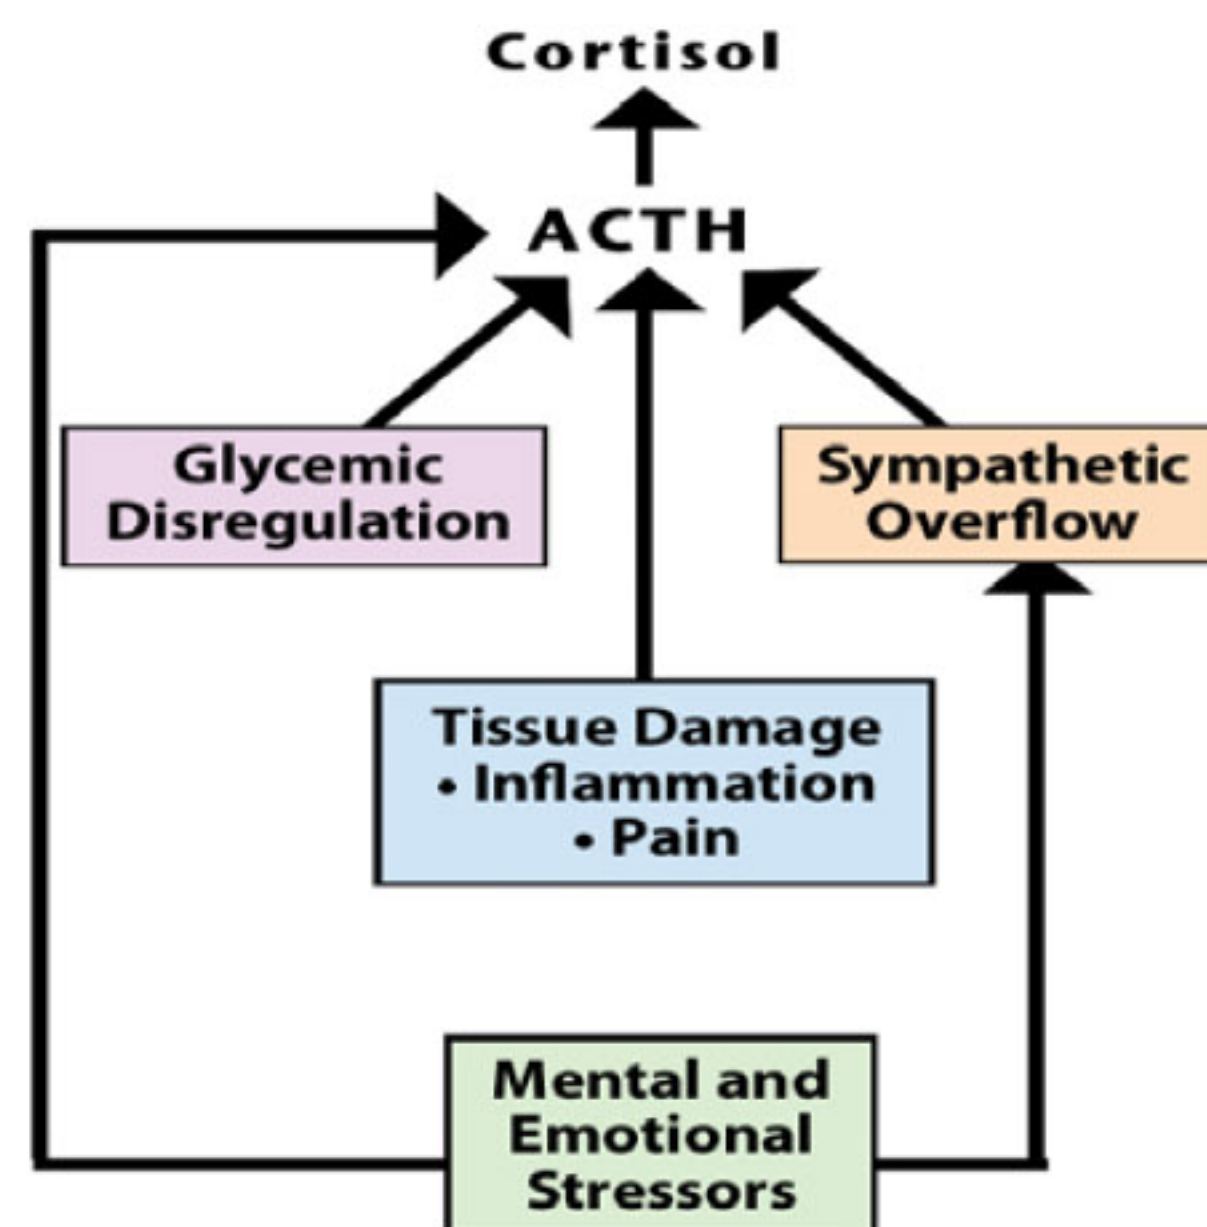 Cortisol
ACTH
Glycemic
Disregulation
Sympathetic
Overflow
Tissue Damage
• Inflammation
• Pain
Mental and
Emotional
Stressors